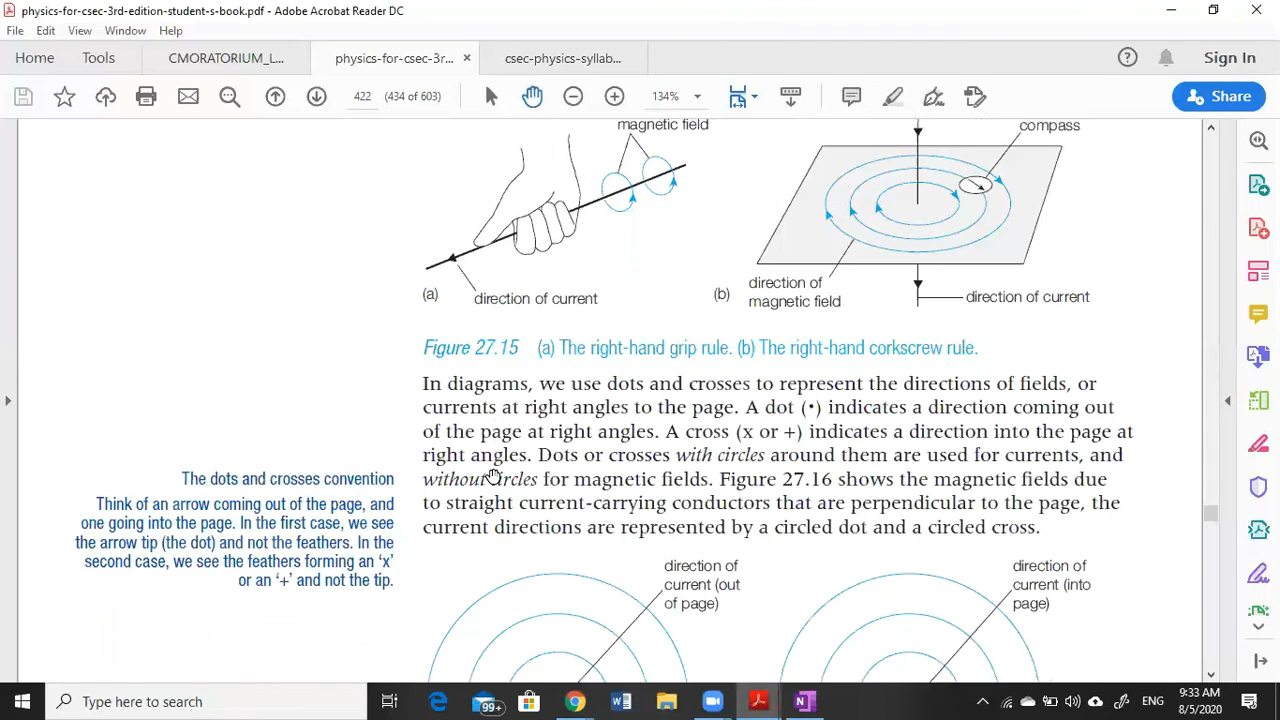 physics-for-csec-3rd-edition-student-s-book.pdf - Adobe Acrobat Reader DC
File Edit View Window Help
Home Tools CMORATORIUM_L... physics-for-csec-3r... × csec-physics-syllab... Sign In
422 (434 of 603) 134% Share
magnetic field
compass
direction of
magnetic field
(a) direction of current (b) direction of current
Figure 27.15 (a) The right-hand grip rule. (b) The right-hand corkscrew rule.
In diagrams, we use dots and crosses to represent the directions of fields, or
currents at right angles to the page. A dot (•) indicates a direction coming out
of the page at right angles. A cross (x or +) indicates a direction into the page at
right angles. Dots or crosses with circles around them are used for currents, and
without circles for magnetic fields. Figure 27.16 shows the magnetic fields due
to straight current-carrying conductors that are perpendicular to the page, the
current directions are represented by a circled dot and a circled cross.
The dots and crosses convention
Think of an arrow coming out of the page, and
one going into the page. In the first case, we see
the arrow tip (the dot) and not the feathers. In the
second case, we see the feathers forming an ‘x’
or an ‘+’ and not the tip.
direction of
current (out
of page)
direction of
current (into
page)
Type here to search
99+
ENG
9:33 AM
8/5/2020